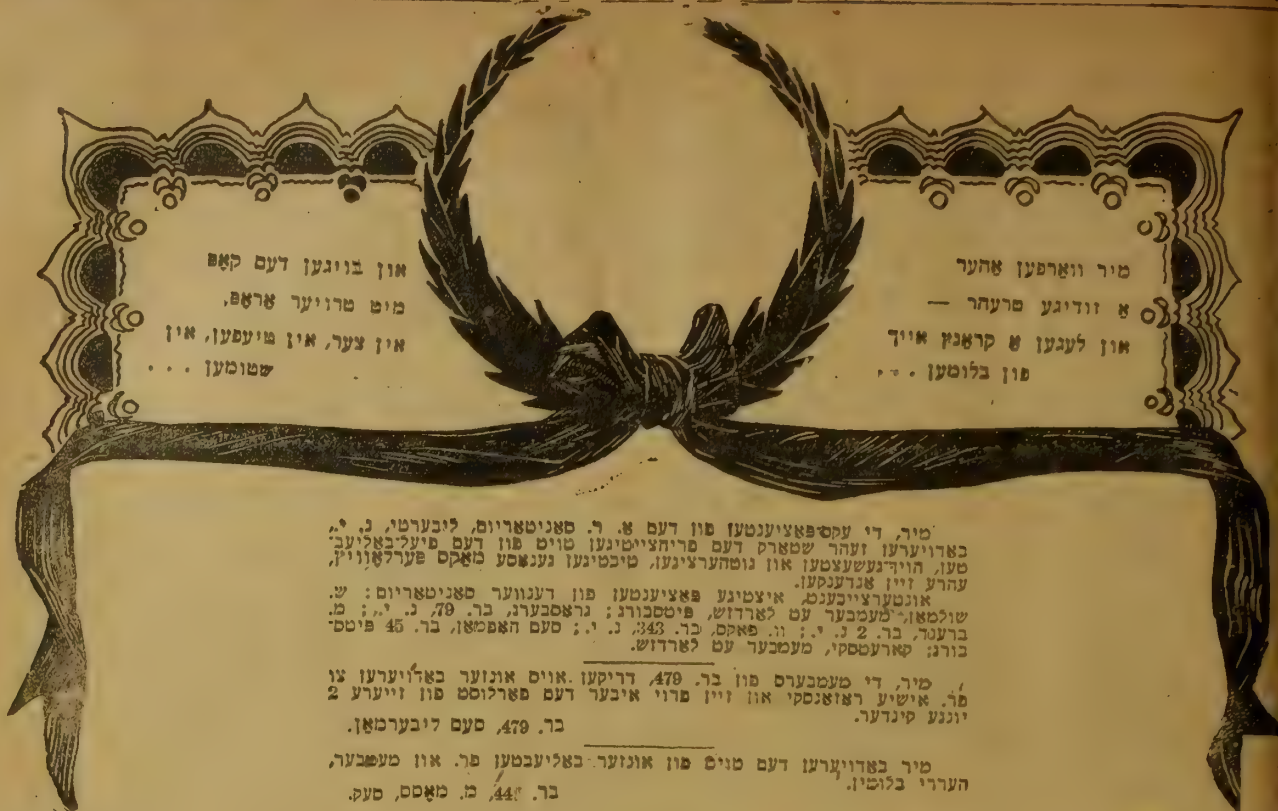 מיר ווארפען אהער
א זודיגע טרעהר —
און לעגען א קראנץ אויך
פון בלומען . . .
און בויגען דעם קאפ
מיט טרויער אראפ,
אין צער, אין טיעפען, אין
שטומען . . .
מיר, די עקס־פאציענטען פון דעם א. ר. סאניטאריום, ליבערטי, נ. י.,
באדויערען זעהר שטארק דעם פריהצייטיגען טויט פון דעם פיעל־באליעב־
טען, הויך־געשעצטען און גוטהערציגען, טיכטיגען גענאסע מאקס פערלאוויץ,
עהרע זיין אנדענקען.
אונטערצייכענט, איצטיגע פאציענטען פון דענווער סאניטאריום: ש.
שולמאן, מעמבער עט לארדזש, פיטסבורג; גראסבערג, בר. 79, נ. י.; מ.
ברענער, בר. 2 נ. י.; וו. פאקס, בר. 343, נ. י.; סעם האפמאן, בר. 45 פיטס־
בורג; קארעטסקי, מעמבער עט לארדזש.
מיר, די מעמבערס פון בר. 479, דריקען אויס אונזער באדויערען צו
פר. אישיע ראזאנסקי און זיין פרוי איבער דעם פארלוסט פון זייערע 2
יונגע קינדער.
בר. 479, סעם ליבערמאן.
מיר באדויערען דעם טויט פון אונזער באליעבטען פר. און מעמבער,
העררי בלומין.
בר. 44, מ. מאסס, סעק.